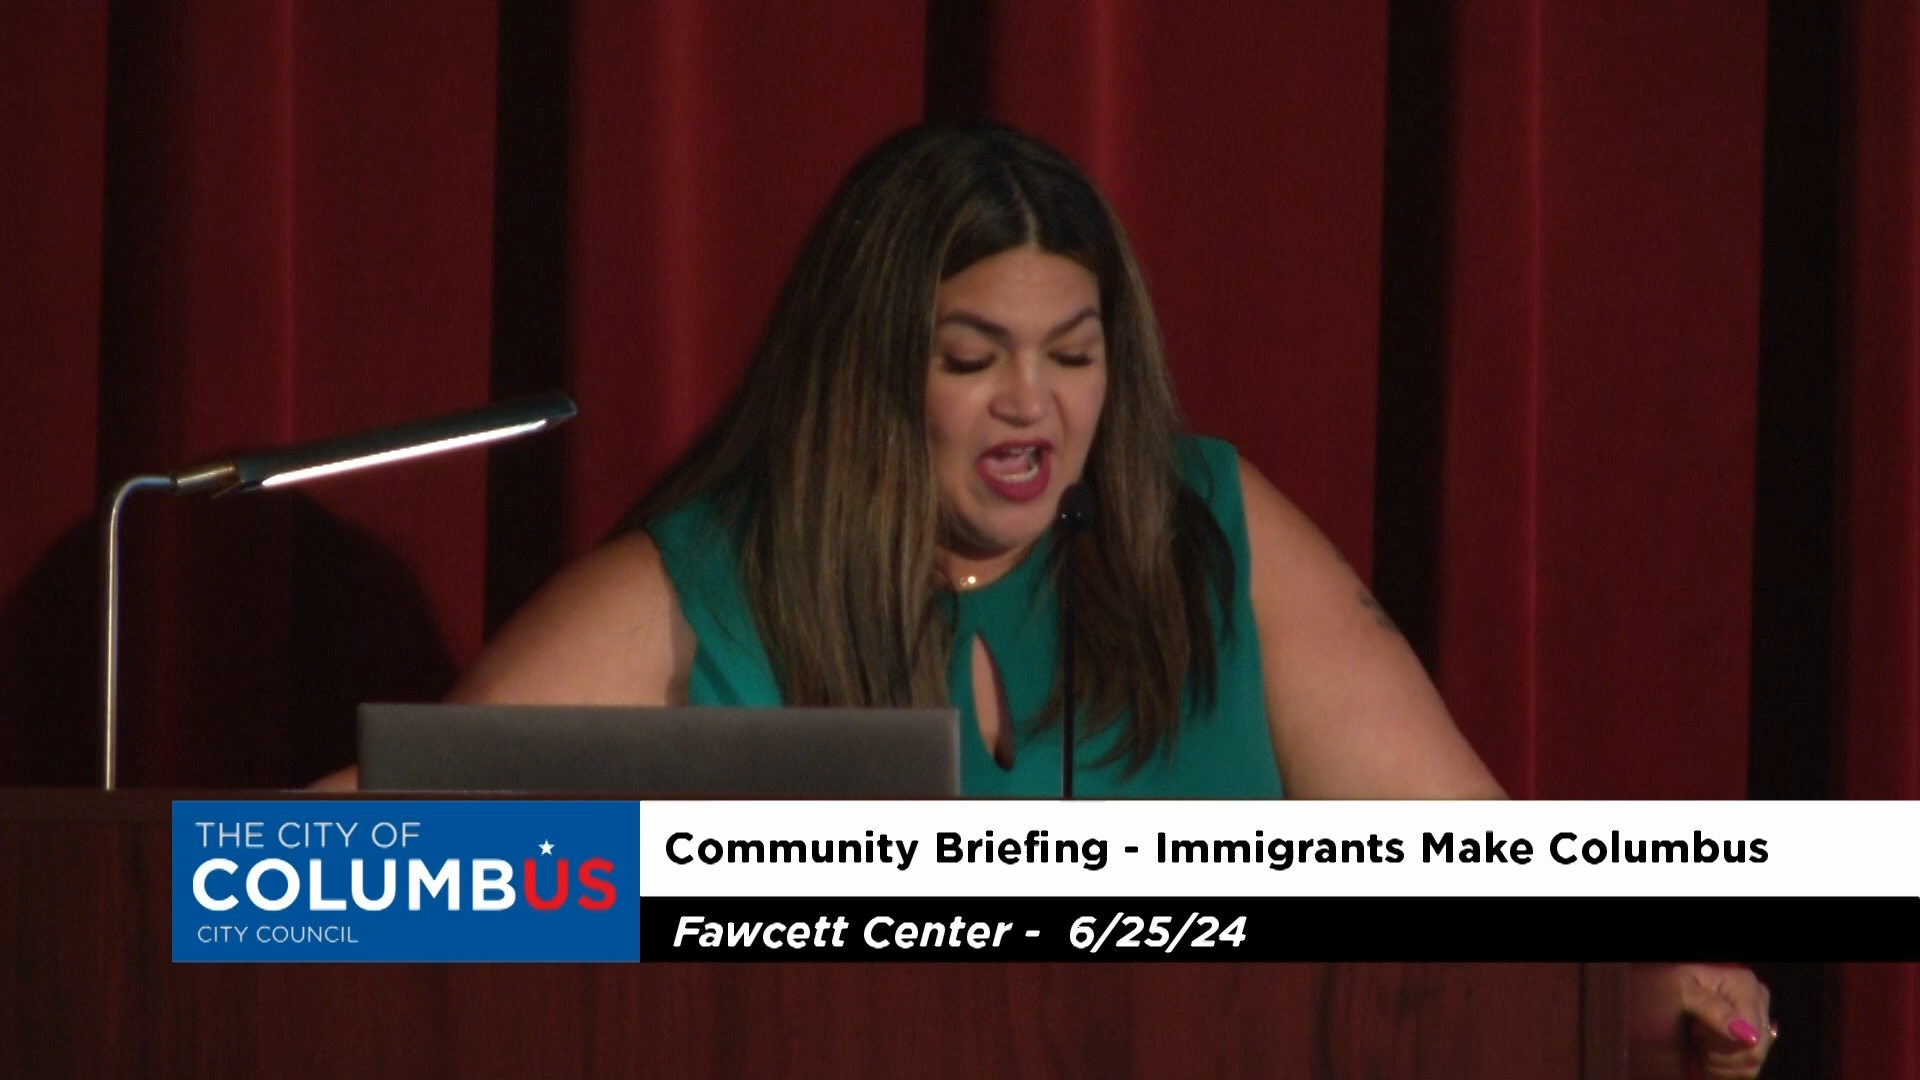 THE CITY OF
COLUMBUS
CITY COUNCIL
Community Briefing - Immigrants Make Columbus
Fawcett Center - 6/25/24